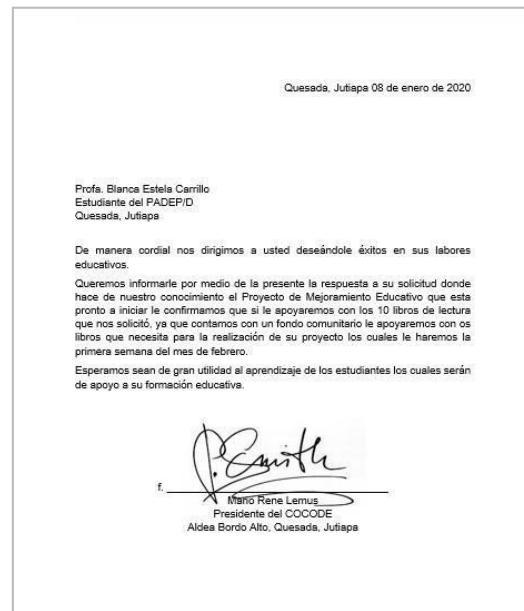 Quesada, Jutiapa 08 de enero de 2020
Profa. Blanca Estela Carrillo
Estudiante del PADEP/D
Quesada, Jutiapa
De manera cordial nos dirigimos a usted deseándole éxitos en sus labores
educativos.
Queremos informarle por medio de la presente la respuesta a su solicitud donde
hace de nuestro conocimiento el Proyecto de Mejoramiento Educativo que esta
pronto a iniciar le confirmamos que si le apoyaremos con los 10 libros de lectura
que nos solicitó, ya que contamos con un fondo comunitario le apoyaremos con os
libros que necesita para la realización de su proyecto los cuales le haremos la
primera semana del mes de febrero.
Esperamos sean de gran utilidad al aprendizaje de los estudiantes los cuales serán
de apoyo a su formación educativa.
P. Smith
f.
Mario Rene Lemus
Presidente del COCODE
Aldea Bordo Alto, Quesada, Jutiapa